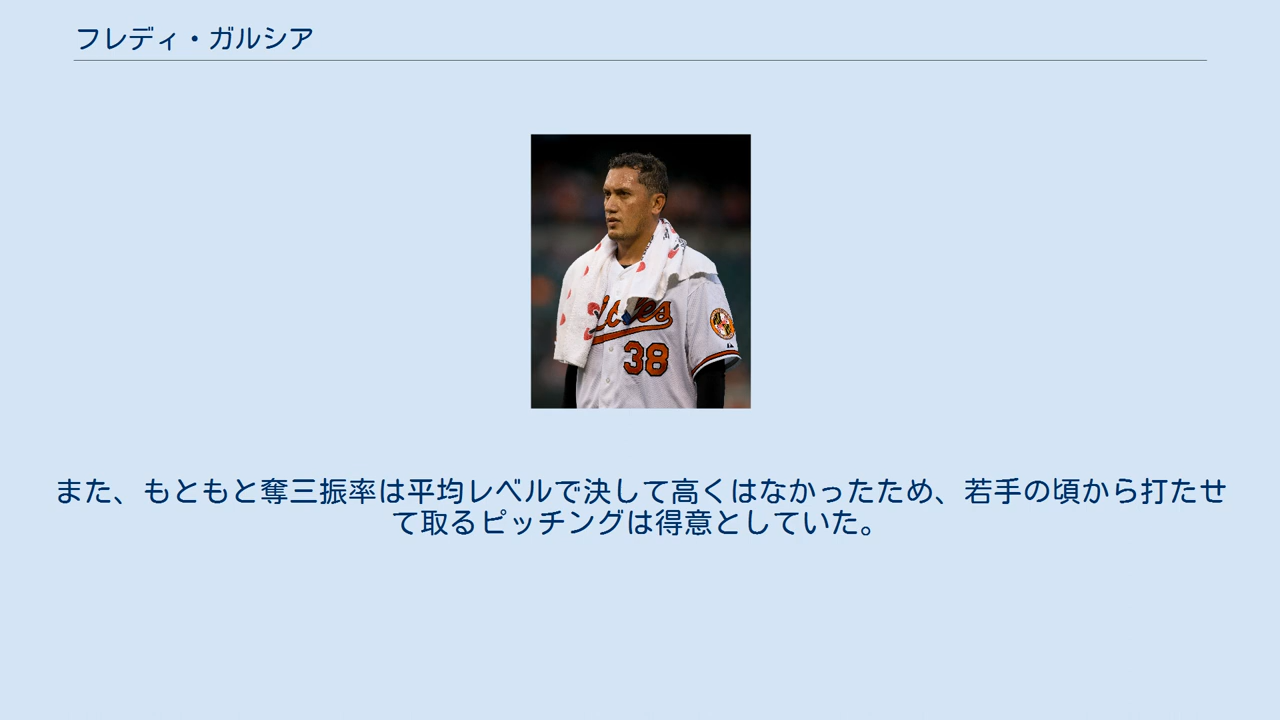 フレディ・ガルシア
38
また、もともと奪三振率は平均レベルで決して高くはなかったため、若手の頃から打たせ
て取るピッチングは得意としていた。